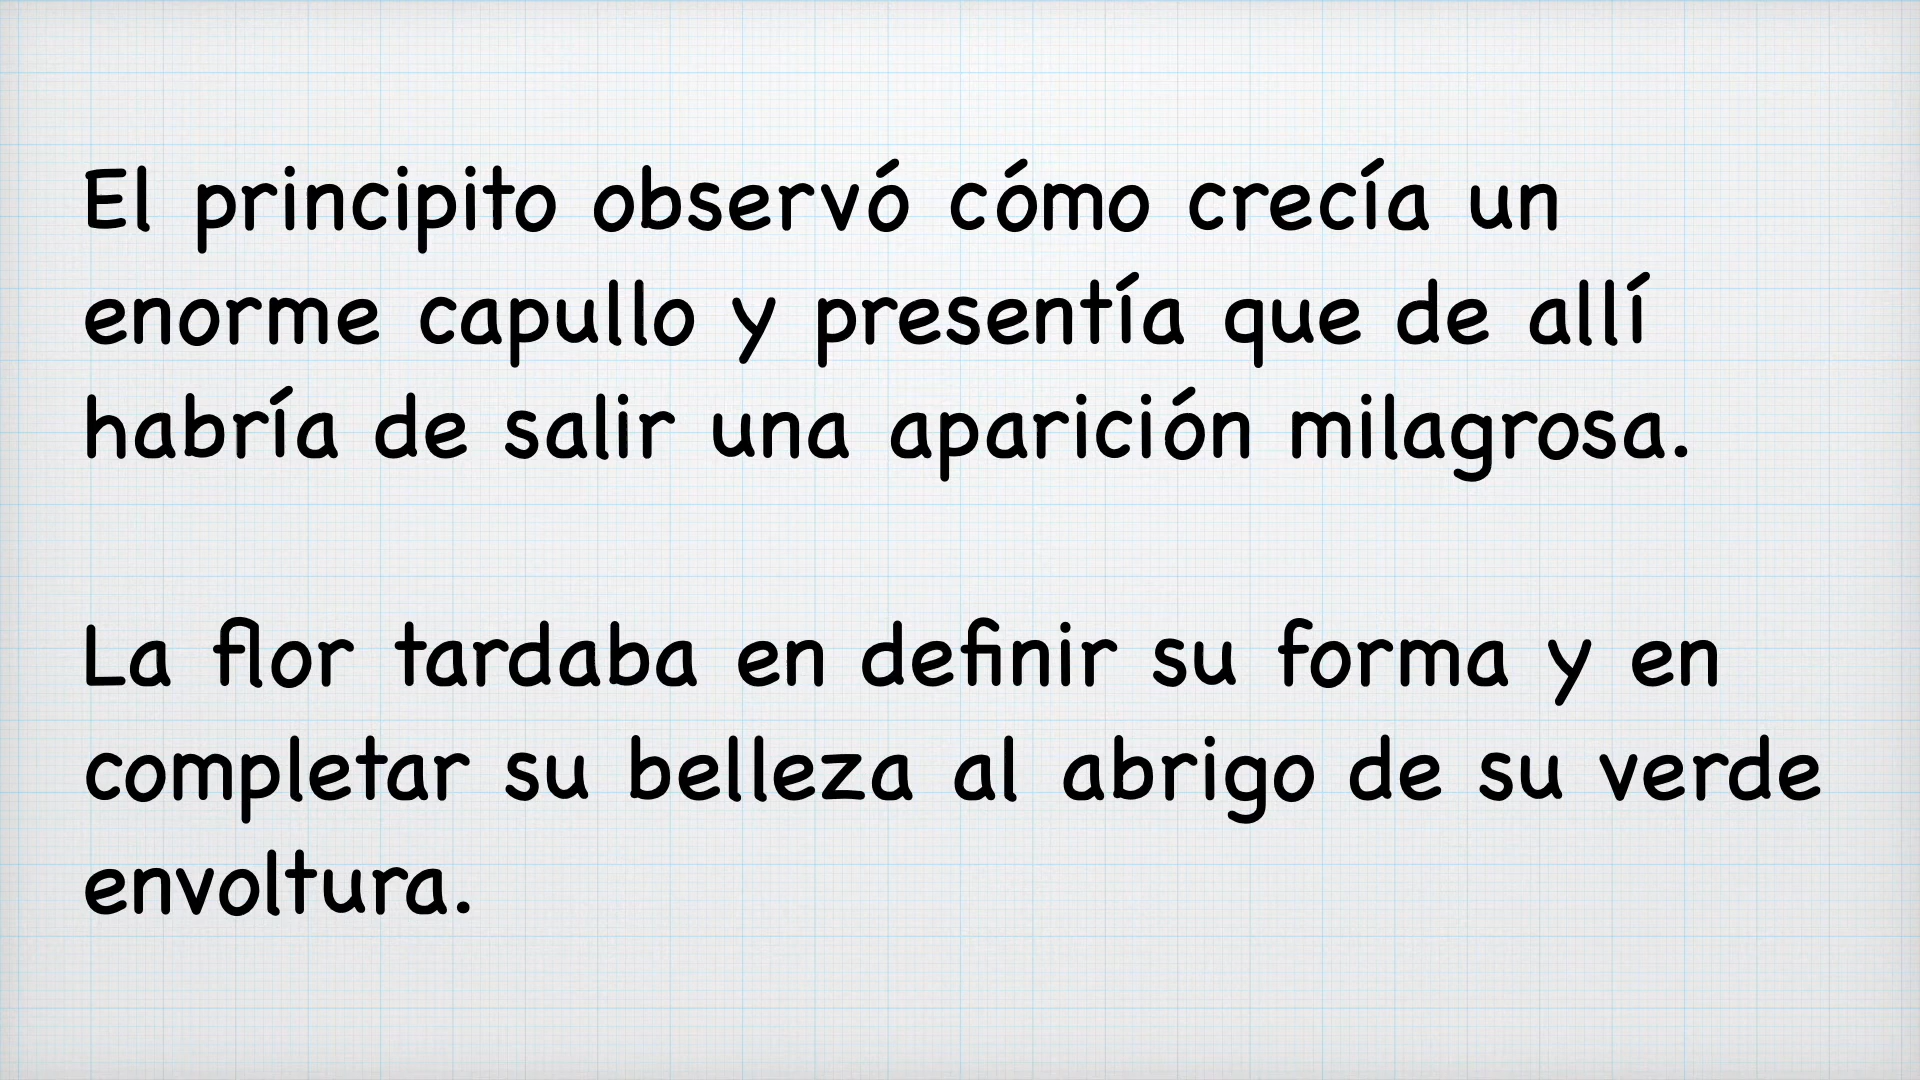 El principito observó cómo crecía un
enorme capullo y presentía que de allí
habría de salir una aparición milagrosa.
La flor tardaba en definir su forma y en
completar su belleza al abrigo de su verde
envoltura.